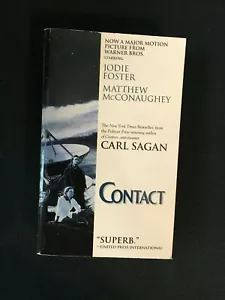 NOW A MAJOR MOTION
PICTURE FROM
WARNER BROS.
STARRING
JODIE
FOSTER
MATTHEW
McCONAUGHEY
The New York Times Bestseller from
the Pulitzer Prize-winning author
of Cosmos, astronomer
CARL SAGAN
CONTACT
"SUPERB."
—UNITED PRESS INTERNATIONAL